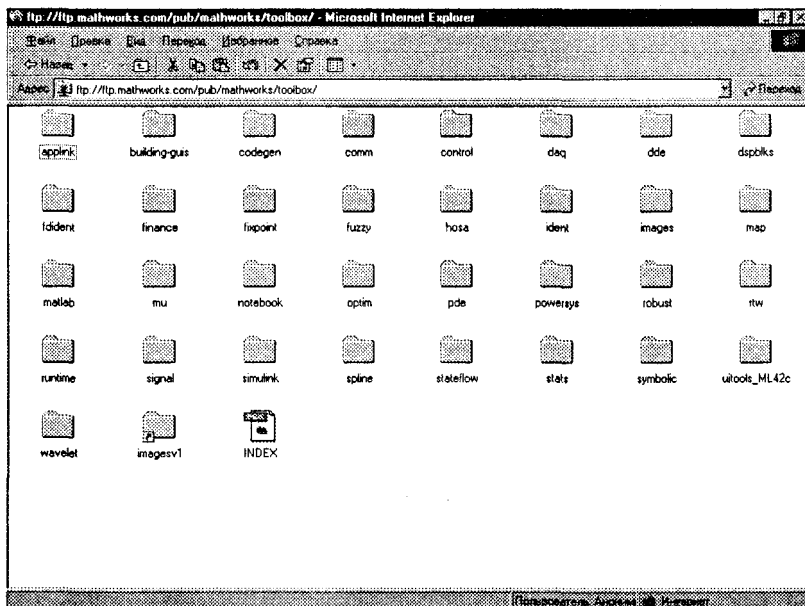 ftp://ftp.mathworks.com/pub/mathworks/toolbox/ - Microsoft Internet Explorer
Файл Правка Вид Переход Избранное Справка
Назад
Адрес ftp://ftp.mathworks.com/pub/mathworks/toolbox/ Переход
applink building-guis codegen comm control daq dde dspblks
fdident finance fixpoint fuzzy hosa ident images map
matlab mu notebook optim pde powersys robust rtw
runtime signal simulink spline stateflow stats symbolic uitools_ML42c
wavelet imagesv1 INDEX
Пользователь: Аноним Интернет